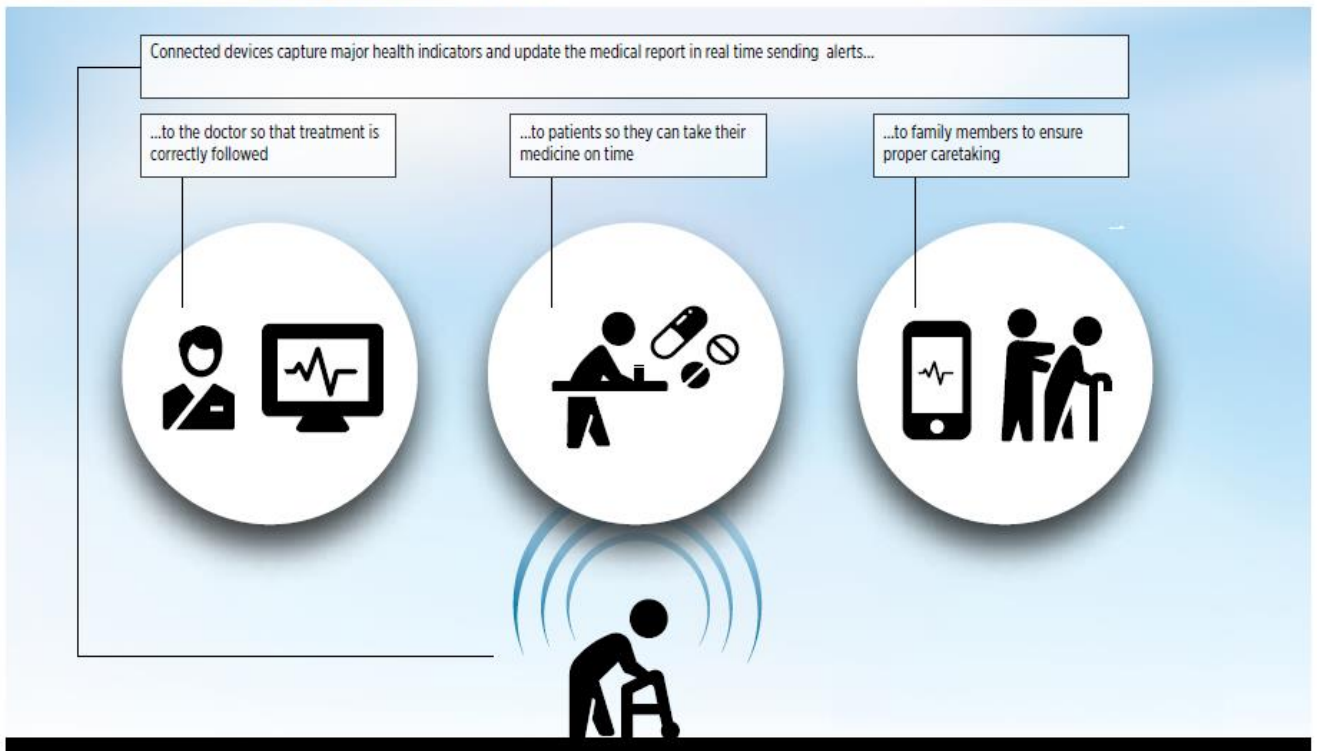 Connected devices capture major health indicators and update the medical report in real time sending alerts...
...to the doctor so that treatment is
correctly followed
...to patients so they can take their
medicine on time
...to family members to ensure
proper caretaking